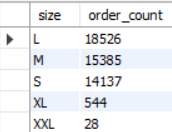 size order_count
L 18526
M 15385
S 14137
XL 544
XXL 28